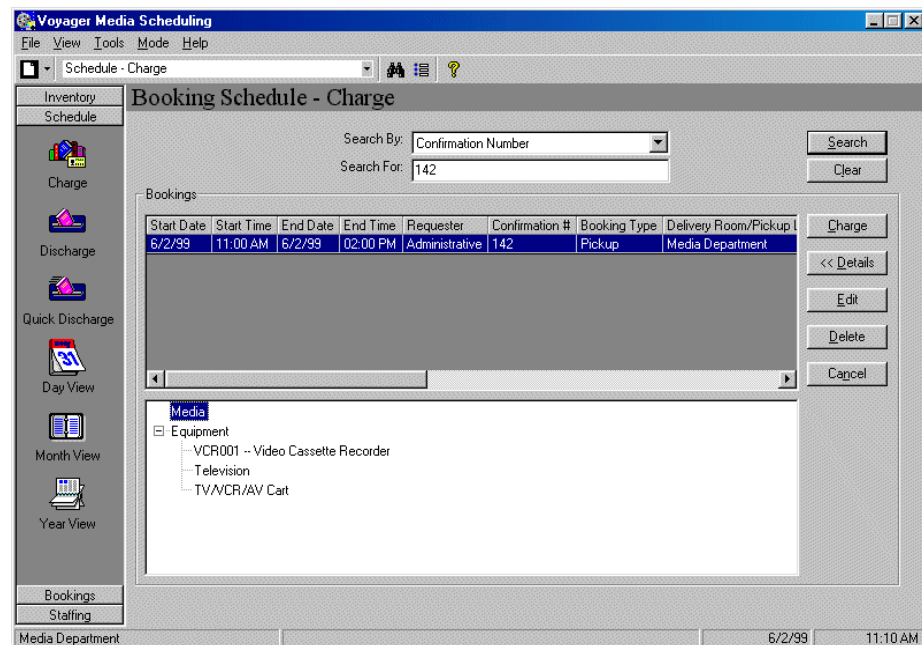 Voyager Media Scheduling
File View Tools Mode Help
Schedule - Charge
Inventory
Schedule
Charge
Discharge
Quick Discharge
31
Day View
Month View
Year View
Bookings
Staffing
Booking Schedule - Charge
Search By: Confirmation Number
Search For: 142
Search
Clear
Bookings
Start Date Start Time End Date End Time Requester Confirmation # Booking Type Delivery Room/Pickup L
6/2/99 11:00 AM 6/2/99 02:00 PM Administrative 142 Pickup Media Department
Charge
<< Details
Edit
Delete
Cancel
Media
Equipment
VCR001 -- Video Cassette Recorder
Television
TV/VCR/AV Cart
Media Department 6/2/99 11:10 AM